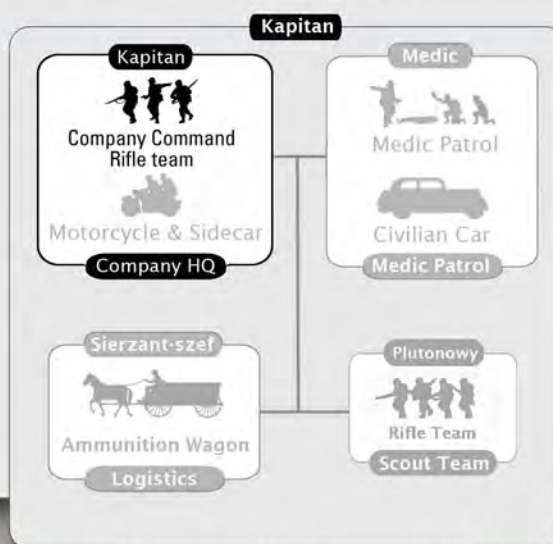 Kapitan
Kapitan
Company Command
Rifle team
Motorcycle & Sidecar
Company HQ
Medic
Medic Patrol
Civilian Car
Medic Patrol
Sierzant-szef
Ammunition Wagon
Logistics
Plutonowy
Rifle Team
Scout Team